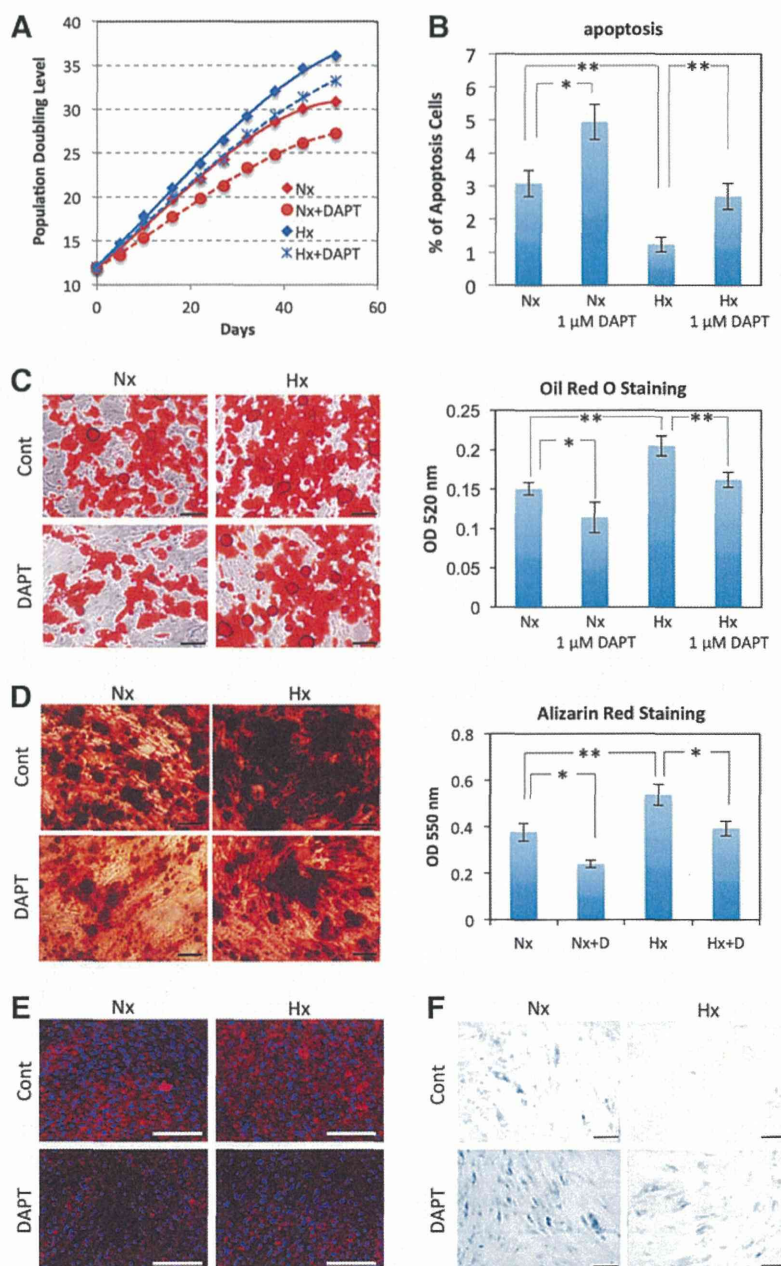 A
Population Doubling Level
40
35
30
25
20
15
10
0
20
40
60
Days
Nx
Nx+DAPT
Hx
Hx+DAPT
B
apoptosis
% of Apoptosis Cells
7
6
5
4
3
2
1
0
**
*
**
Nx
Nx
1 μM DAPT
Hx
Hx
1 μM DAPT
C
Nx
Hx
Cont
DAPT
Oil Red O Staining
OD 520 nm
0.25
0.2
0.15
0.1
0.05
0
**
*
**
Nx
Nx
1 μM DAPT
Hx
Hx
1 μM DAPT
D
Nx
Hx
Cont
DAPT
Alizarin Red Staining
OD 550 nm
0.8
0.6
0.4
0.2
0
**
*
*
Nx
Nx+D
Hx
Hx+D
E
Nx
Hx
Cont
DAPT
F
Nx
Hx
Cont
DAPT